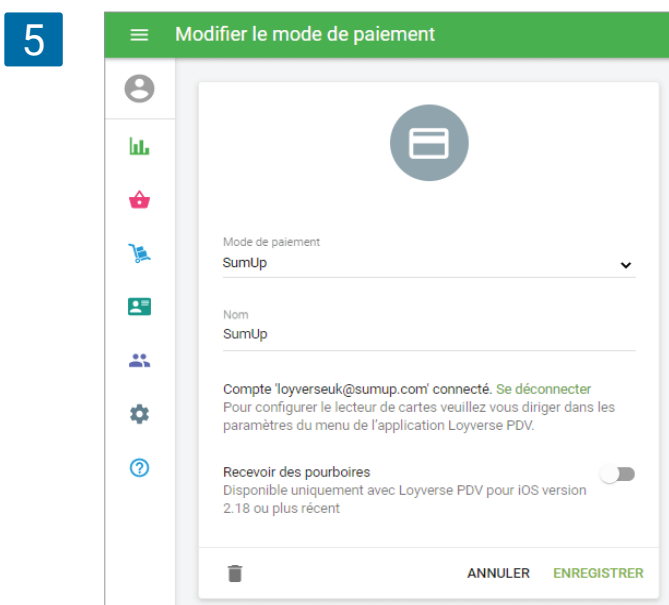 5
Modifier le mode de paiement
Mode de paiement
SumUp
Nom
SumUp
Compte 'loyverseuk@sumup.com' connecté. Se déconnecter
Pour configurer le lecteur de cartes veuillez vous diriger dans les
paramètres du menu de l'application Loyverse PDV.
Recevoir des pourboires
Disponible uniquement avec Loyverse PDV pour iOS version
2.18 ou plus récent
ANNULER ENREGISTRER